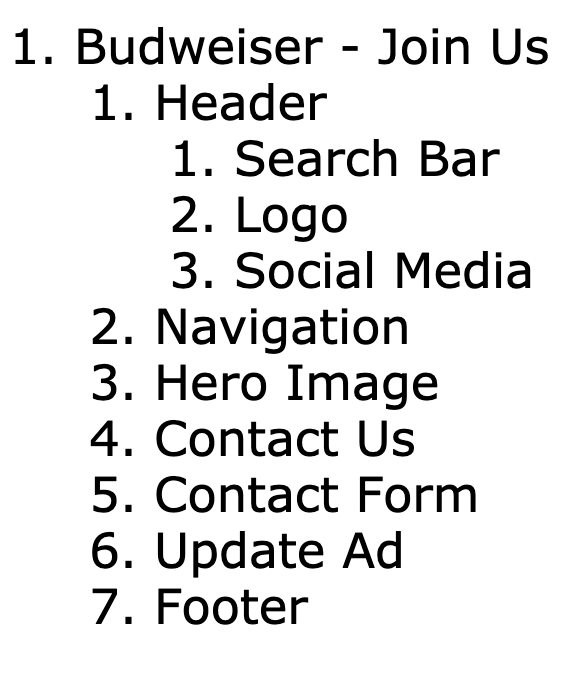 1. Budweiser - Join Us
1. Header
1. Search Bar
2. Logo
3. Social Media
2. Navigation
3. Hero Image
4. Contact Us
5. Contact Form
6. Update Ad
7. Footer